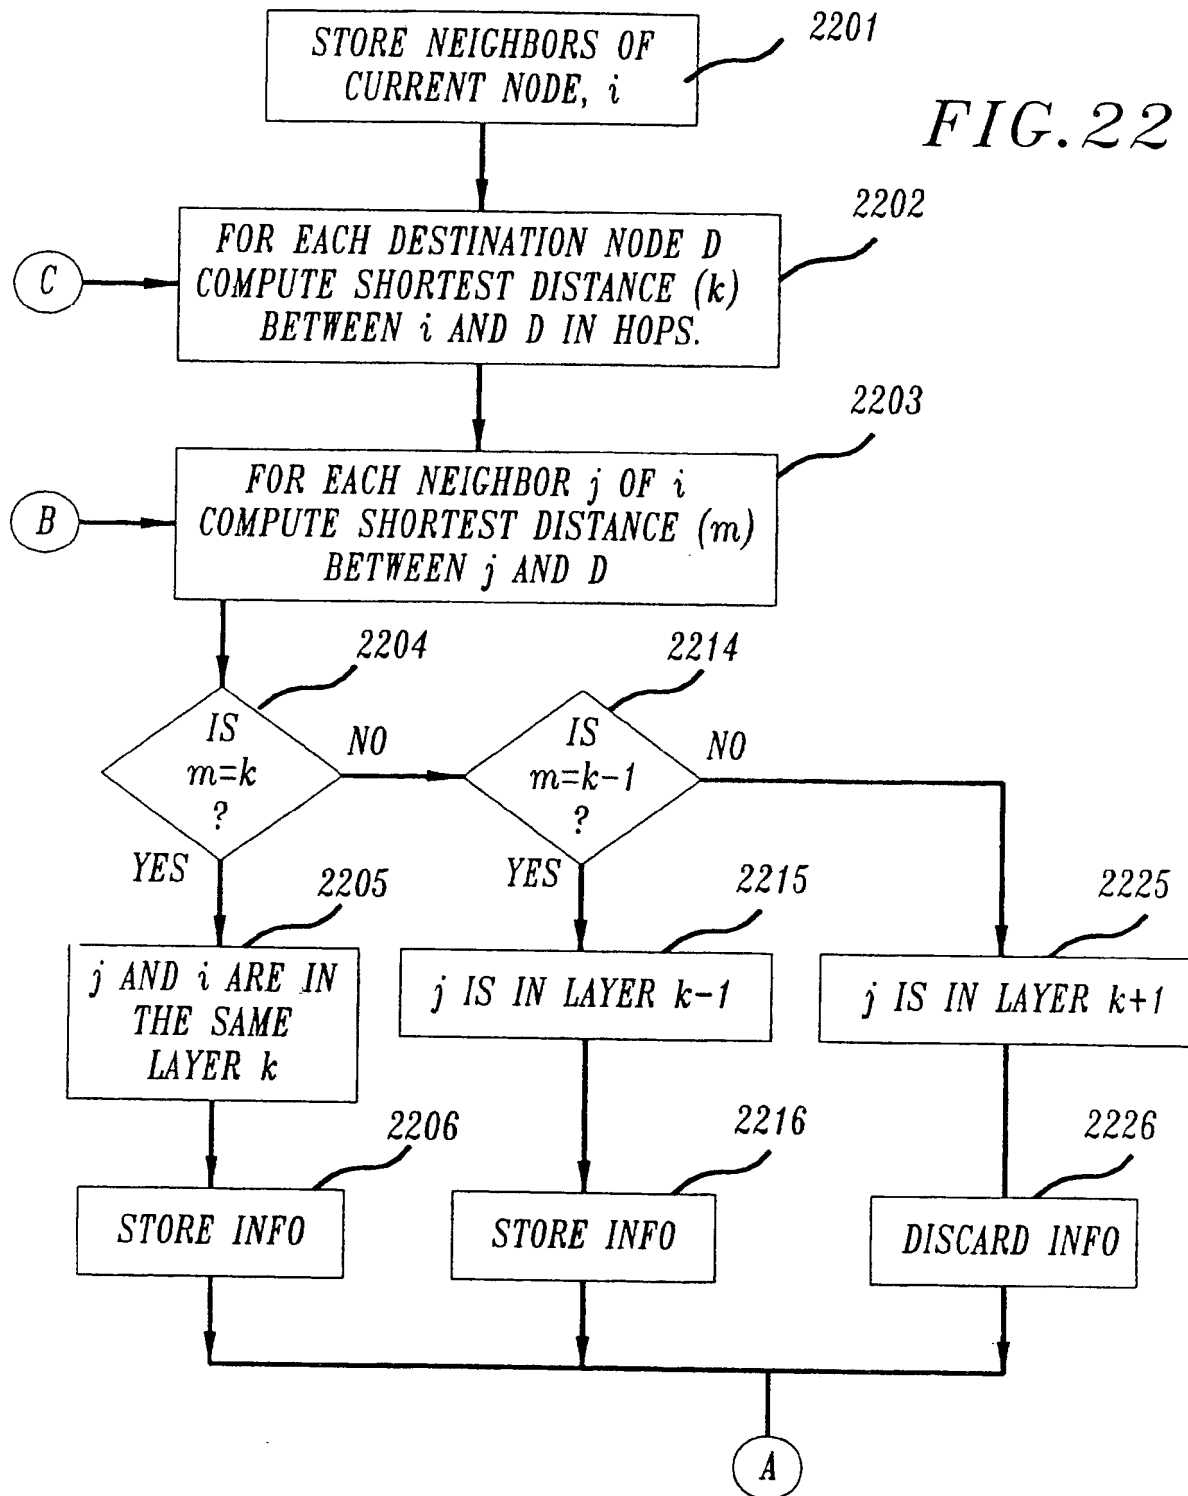 2201
STORE NEIGHBORS OF
CURRENT NODE, i
FIG.22
2202
FOR EACH DESTINATION NODE D
COMPUTE SHORTEST DISTANCE (k)
BETWEEN i AND D IN HOPS.
C
2203
FOR EACH NEIGHBOR j OF i
COMPUTE SHORTEST DISTANCE (m)
BETWEEN j AND D
B
2204
IS
m=k
?
NO
YES
2214
IS
m=k-1
?
NO
YES
2205
j AND i ARE IN
THE SAME
LAYER k
2215
j IS IN LAYER k-1
2225
j IS IN LAYER k+1
2206
STORE INFO
2216
STORE INFO
2226
DISCARD INFO
A